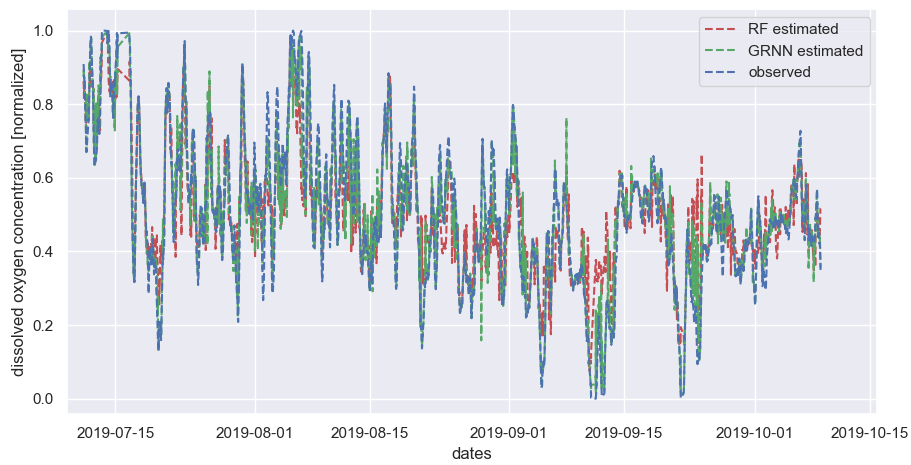 RF estimated
GRNN estimated
observed
dissolved oxygen concentration [normalized]
1.0
0.8
0.6
0.4
0.2
0.0
2019-07-15 2019-08-01 2019-08-15 2019-09-01 2019-09-15 2019-10-01 2019-10-15
dates